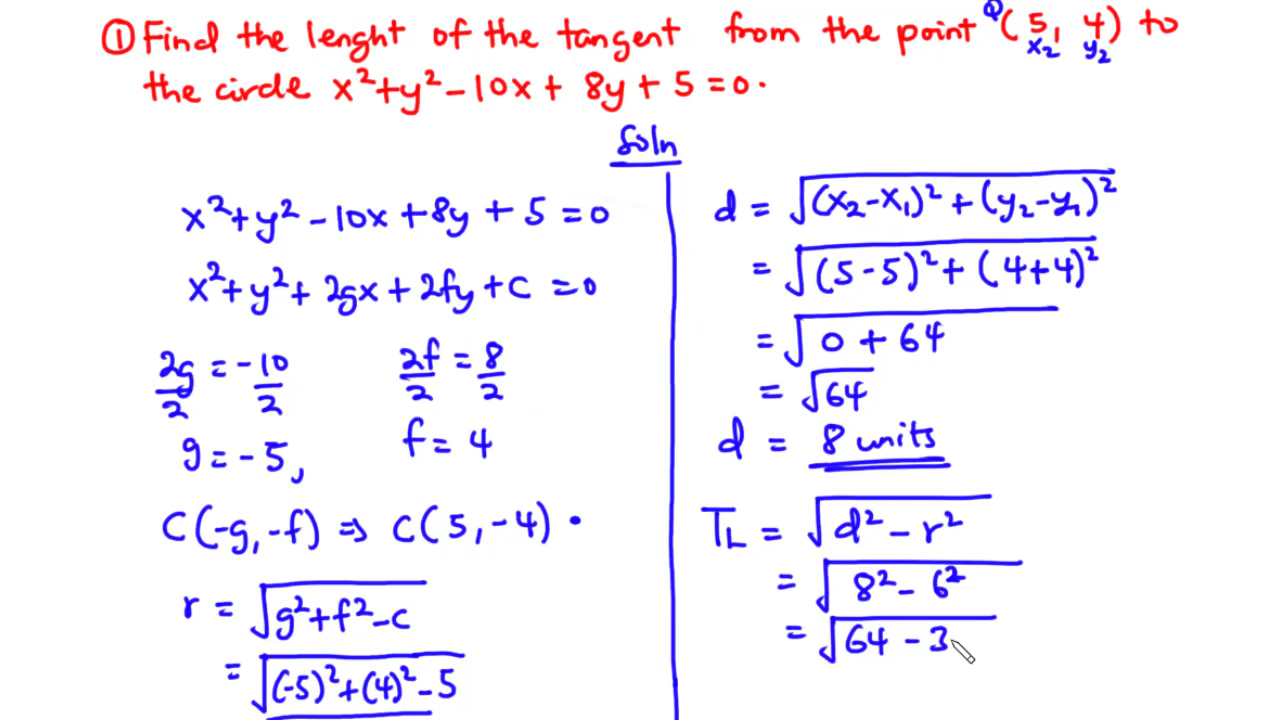 ① Find the lenght of the tangent from the point Q(5, 4) to
x₂ y₂
the circle x²+y²-10x+8y+5=0.
Soln
x²+y²-10x+8y+5=0
x²+y²+2gx+2fy+c=0
2g/2 = -10/2 2f/2 = 8/2
g=-5, f=4
C(-g,-f) ⇒ C(5,-4).
r = √(g²+f²-c)
= √((-5)²+(4)²-5)
d = √((x₂-x₁)²+(y₂-y₁)²)
= √((5-5)²+(4+4)²)
= √(0+64)
= √64
d = 8 units
TL = √(d²-r²)
= √(8²-6²)
= √(64-3